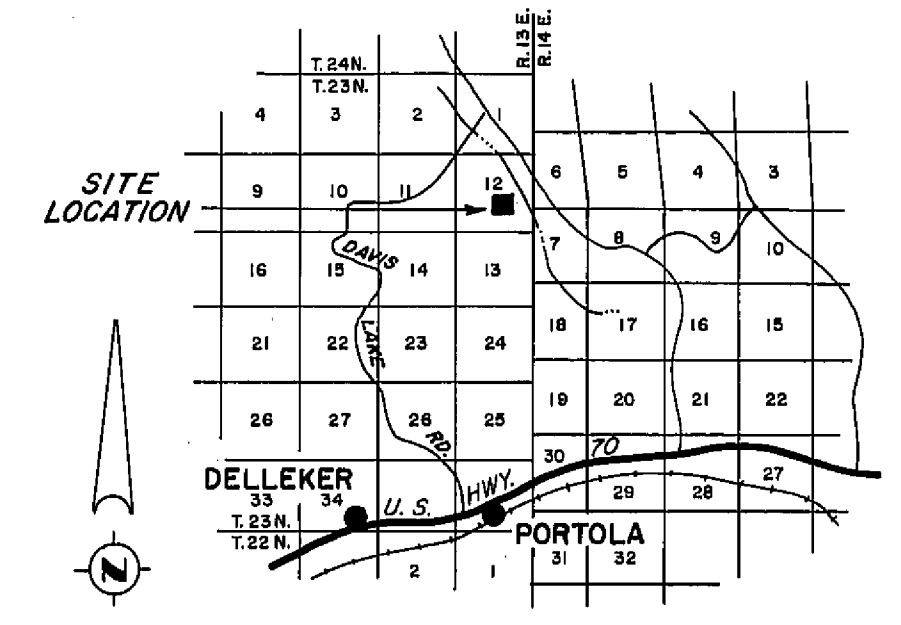 R. 13 E.
R. 14 E.
T. 24N.
T. 23N.
4 3 2 1
6 5 4 3
SITE
LOCATION
9 10 11 12
7 8 9 10
DAVIS
16 15 14 13
18 17 16 15
LAKE
21 22 23 24
19 20 21 22
26 27 26 25
RD.
30 70
27
DELLEKER
33 34
U.S. HWY.
29 28
T. 23N.
T. 22N.
PORTOLA
2 1 31 32
N